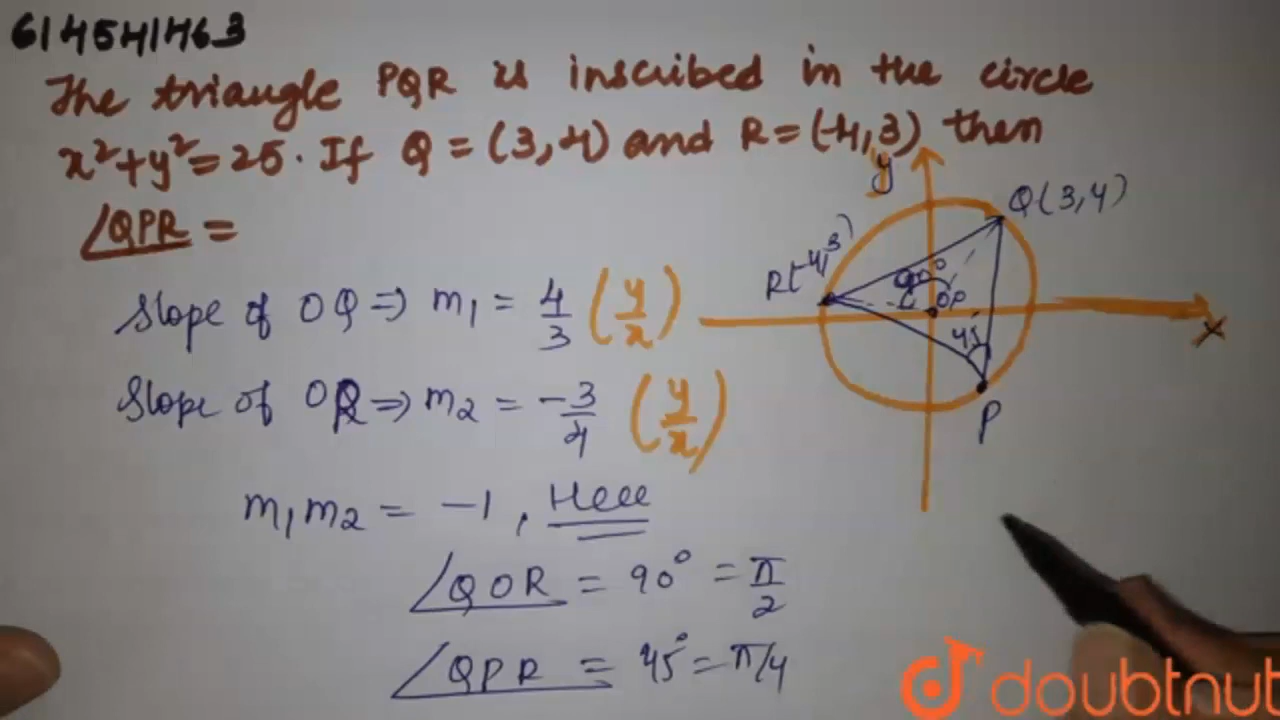 614541463
The triangle PQR is inscribed in the circle
x²+y²=25. If Q = (3,4) and R=(-4,3) then
∠QPR =
Slope of OQ ⇒ m₁ = 4/3 (y/x)
Slope of OR ⇒ m₂ = -3/4 (y/x)
m₁m₂ = -1, Hence
∠QOR = 90° = π/2
∠QPR = 45° = π/4
y
Q(3,4)
R(-4,3)
90°
45
x
P
doubtnut